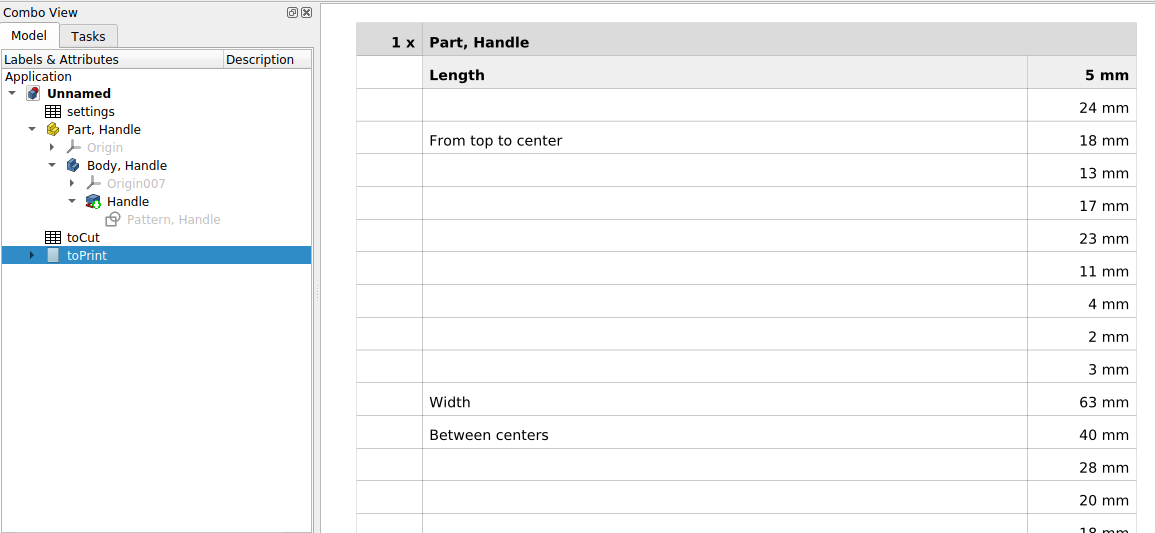 Combo View
Model Tasks
Labels & Attributes Description
Application
Unnamed
settings
Part, Handle
Origin
Body, Handle
Origin007
Handle
Pattern, Handle
toCut
toPrint
1 x Part, Handle
Length 5 mm
24 mm
From top to center 18 mm
13 mm
17 mm
23 mm
11 mm
4 mm
2 mm
3 mm
Width 63 mm
Between centers 40 mm
28 mm
20 mm
18 mm